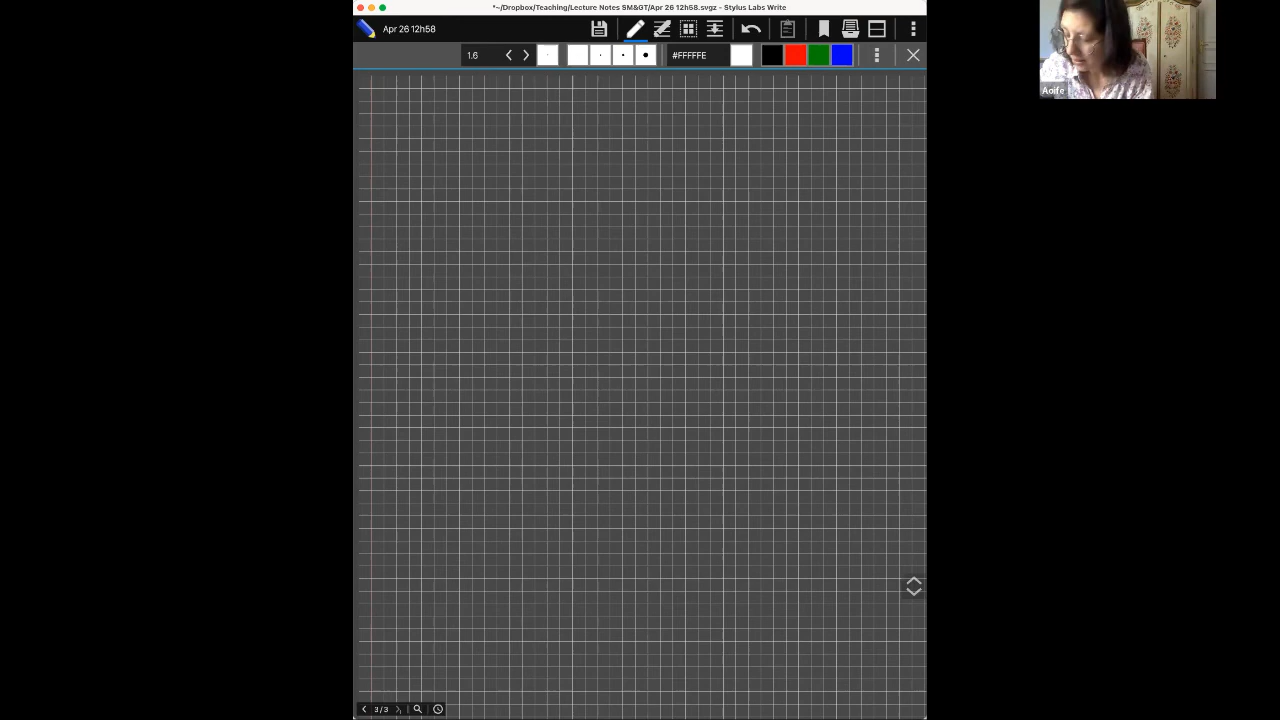 *~/Dropbox/Teaching/Lecture Notes SM&GT/Apr 26 12h58.svgz - Stylus Labs Write
Apr 26 12h58
1.6
#FFFFFE
Aoife
3/3